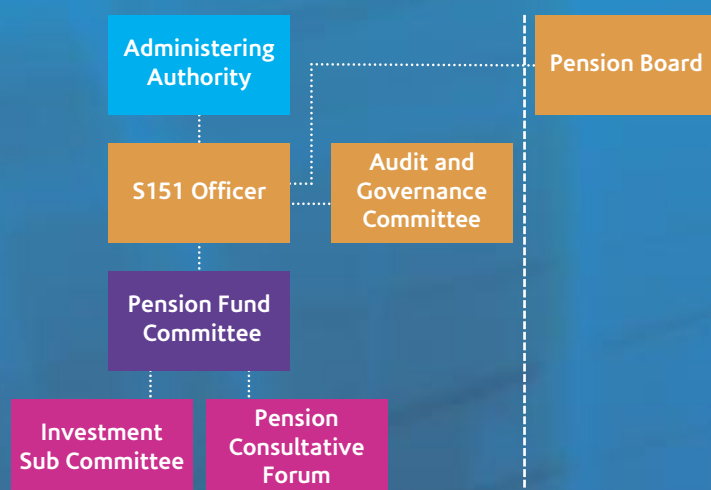 Administering
Authority
Pension Board
S151 Officer
Audit and
Governance
Committee
Pension Fund
Committee
Investment
Sub Committee
Pension
Consultative
Forum